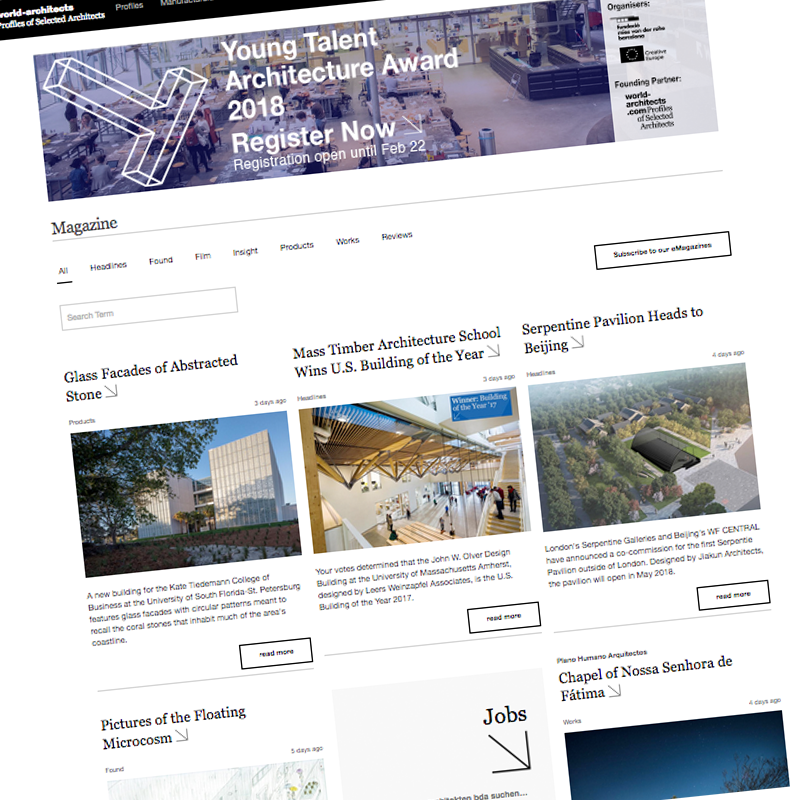 world-architects
Profiles of Selected Architects
Profiles
Young Talent
Architecture Award
2018
Register Now
Registration open until Feb 22
Organisers:
fundació
mies van der rohe
barcelona
Creative
Europe
Founding Partner:
world-
architects
.com Profiles
of Selected
Architects
Magazine
All
Headlines
Found
Film
Insight
Products
Works
Reviews
Subscribe to our eMagazines
Search Term
Glass Facades of Abstracted
Stone
3 days ago
Products
A new building for the Kate Tiedemann College of
Business at the University of South Florida-St. Petersburg
features glass facades with circular patterns meant to
recall the coral stones that inhabit much of the area's
coastline.
read more
Mass Timber Architecture School
Wins U.S. Building of the Year
3 days ago
Headlines
Winner: Building
of the Year '17
Your votes determined that the John W. Olver Design
Building at the University of Massachusetts Amherst,
designed by Leers Weinzapfel Associates, is the U.S.
Building of the Year 2017.
read more
Serpentine Pavilion Heads to
Beijing
4 days ago
Headlines
London's Serpentine Galleries and Beijing's WF CENTRAL
have announced a co-commission for the first Serpentie
Pavilion outside of London. Designed by Jiakun Architects,
the pavilion will open in May 2018.
read more
Pictures of the Floating
Microcosm
5 days ago
Found
Jobs
bda suchen...
Plano Humano Arquitectos
Chapel of Nossa Senhora de
Fátima
4 days ago
Works